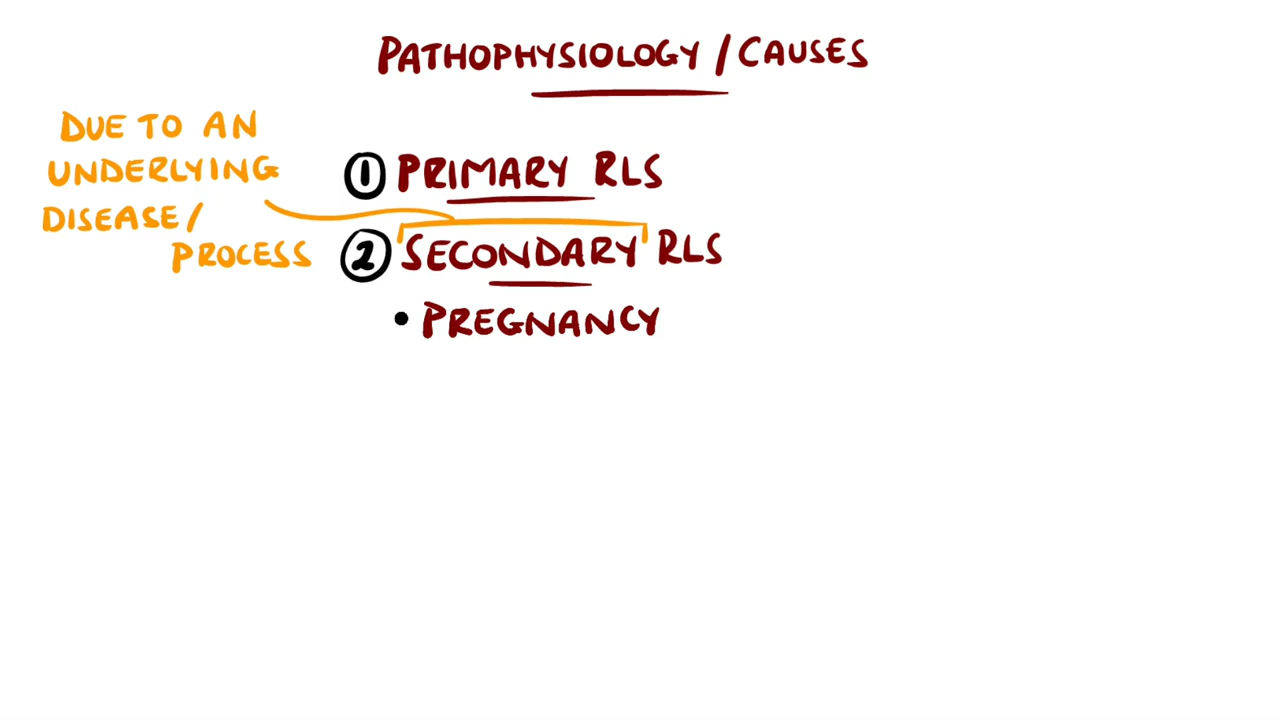 PATHOPHYSIOLOGY / CAUSES
DUE TO AN
UNDERLYING
DISEASE /
PROCESS
① PRIMARY RLS
② SECONDARY RLS
• PREGNANCY